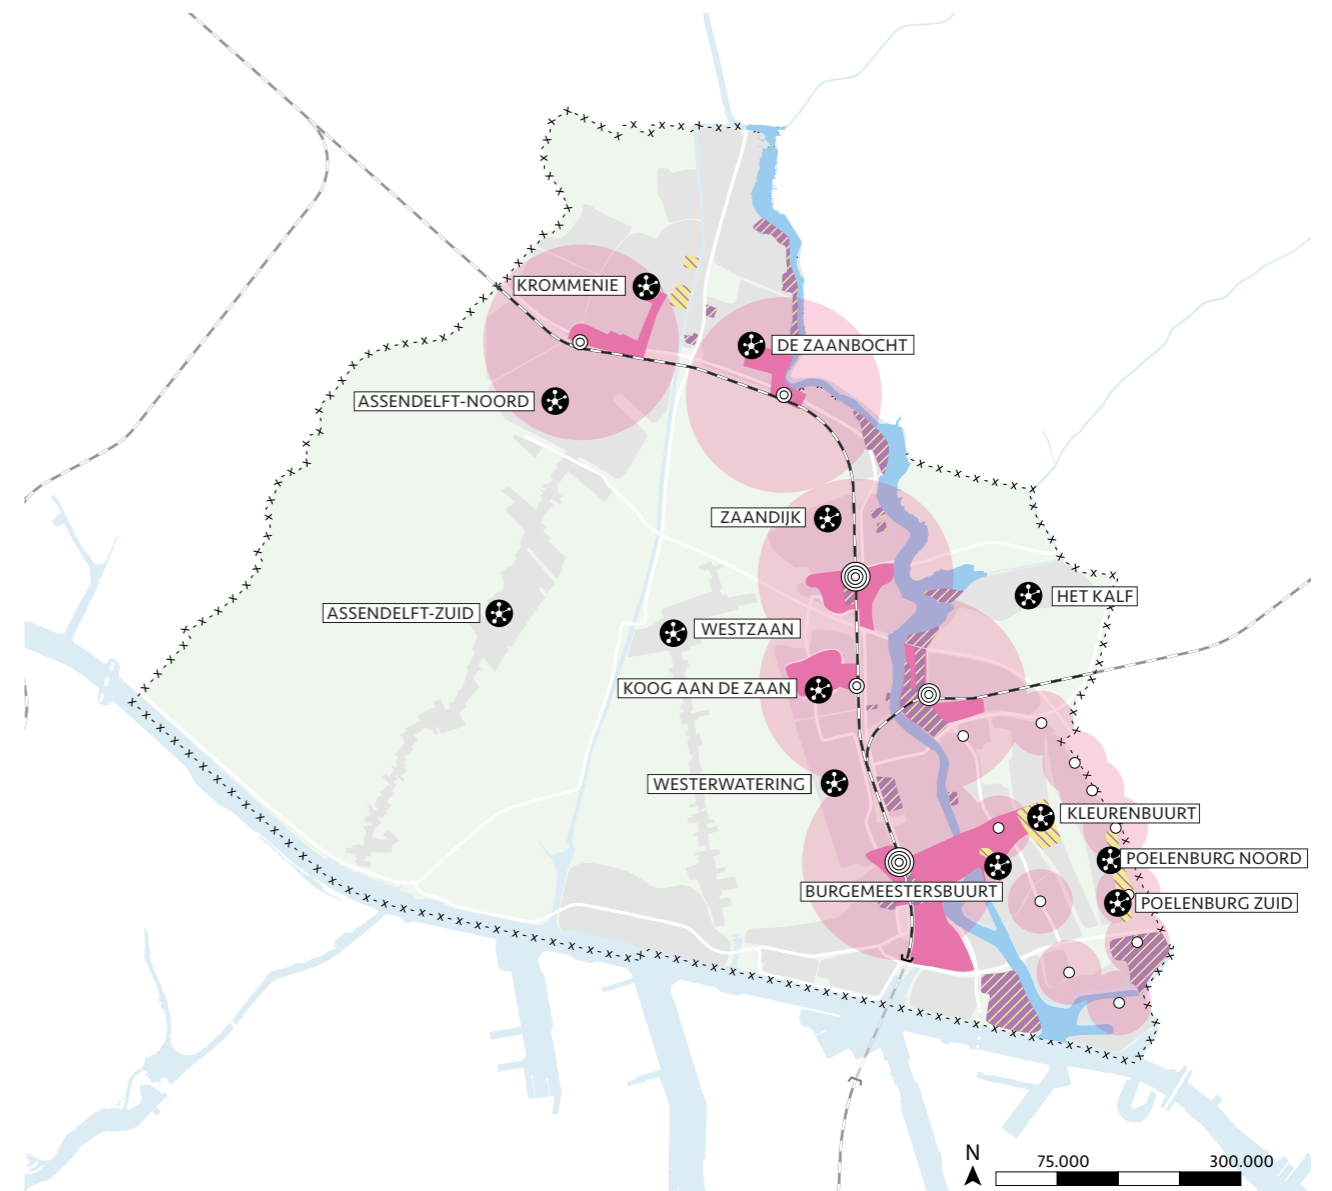 KROMMENIE
DE ZAANBOCHT
ASSENDELFT-NOORD
ZAANDIJK
HET KALF
ASSENDELFT-ZUID
WESTZAAN
KOOG AAN DE ZAAN
WESTERWATERING
KLEURENBUURT
POELENBURG NOORD
BURGEMEESTERSBUURT
POELENBURG ZUID
N
75.000
300.000